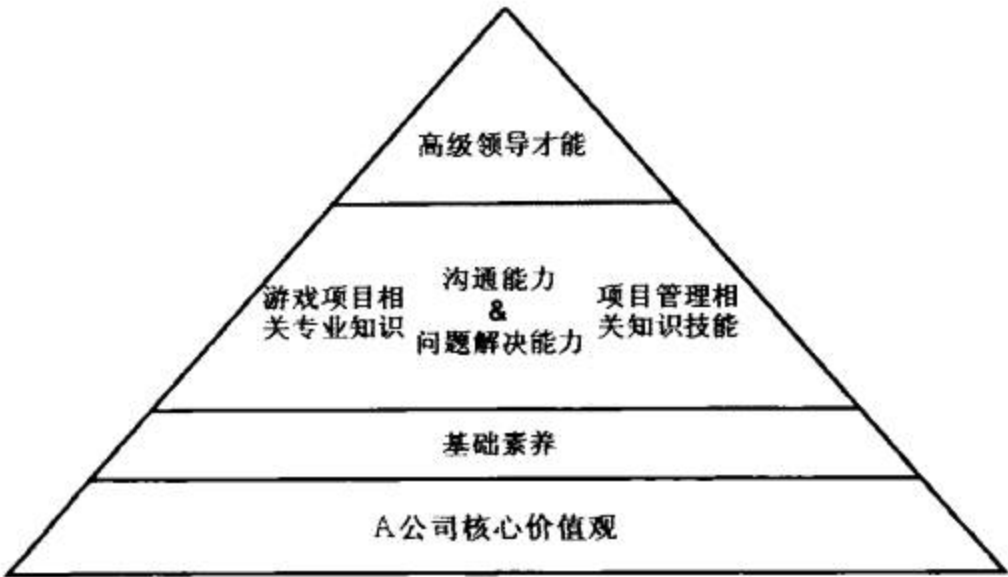 高级领导才能
游戏项目相
关专业知识
沟通能力
&
问题解决能力
项目管理相
关知识技能
基础素养
A公司核心价值观